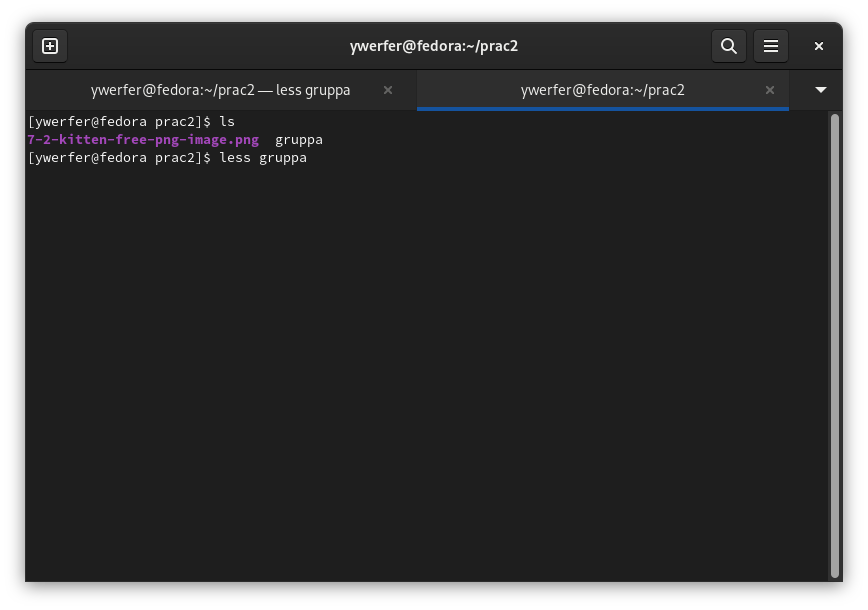 ywerfer@fedora:~/prac2
ywerfer@fedora:~/prac2 — less gruppa
ywerfer@fedora:~/prac2
[ywerfer@fedora prac2]$ ls
7-2-kitten-free-png-image.png  gruppa
[ywerfer@fedora prac2]$ less gruppa